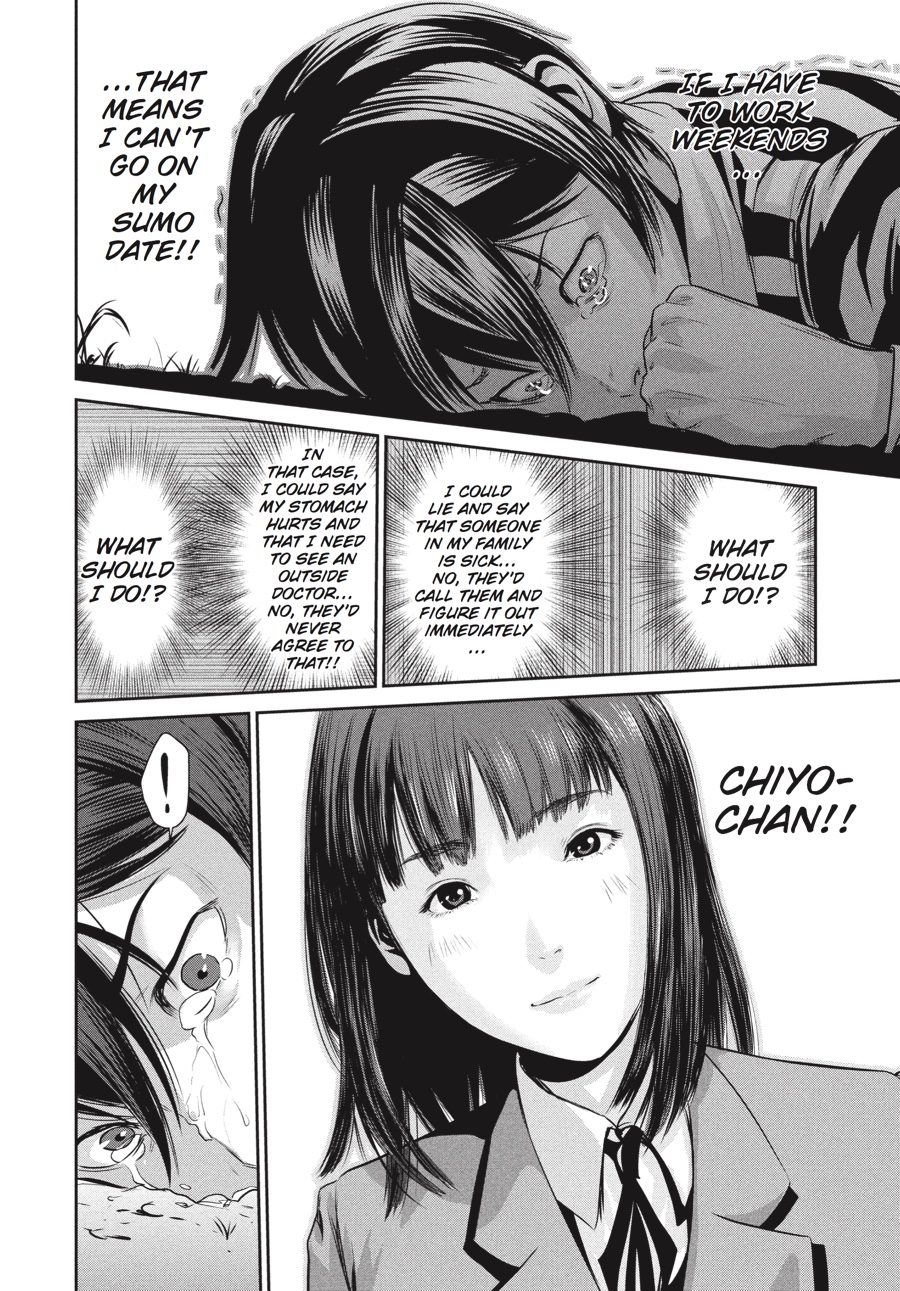 IF I HAVE
TO WORK
WEEKENDS
...
...THAT
MEANS
I CAN'T
GO ON
MY
SUMO
DATE!!
WHAT
SHOULD
I DO!?
I COULD
LIE AND SAY
THAT SOMEONE
IN MY FAMILY
IS SICK...
NO, THEY'D
CALL THEM AND
FIGURE IT OUT
IMMEDIATELY
...
IN
THAT CASE,
I COULD SAY
MY STOMACH
HURTS AND
THAT I NEED
TO SEE AN
OUTSIDE
DOCTOR...
NO, THEY'D
NEVER
AGREE TO
THAT!!
WHAT
SHOULD
I DO!?
CHIYO-
CHAN!!
!